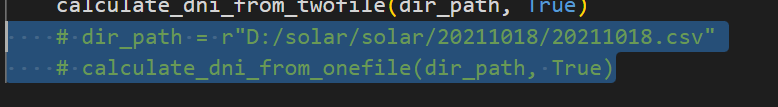 calculate_dni_from_twofile(dir_path, True)
# dir_path = r"D:/solar/solar/20211018/20211018.csv"
# calculate_dni_from_onefile(dir_path, True)